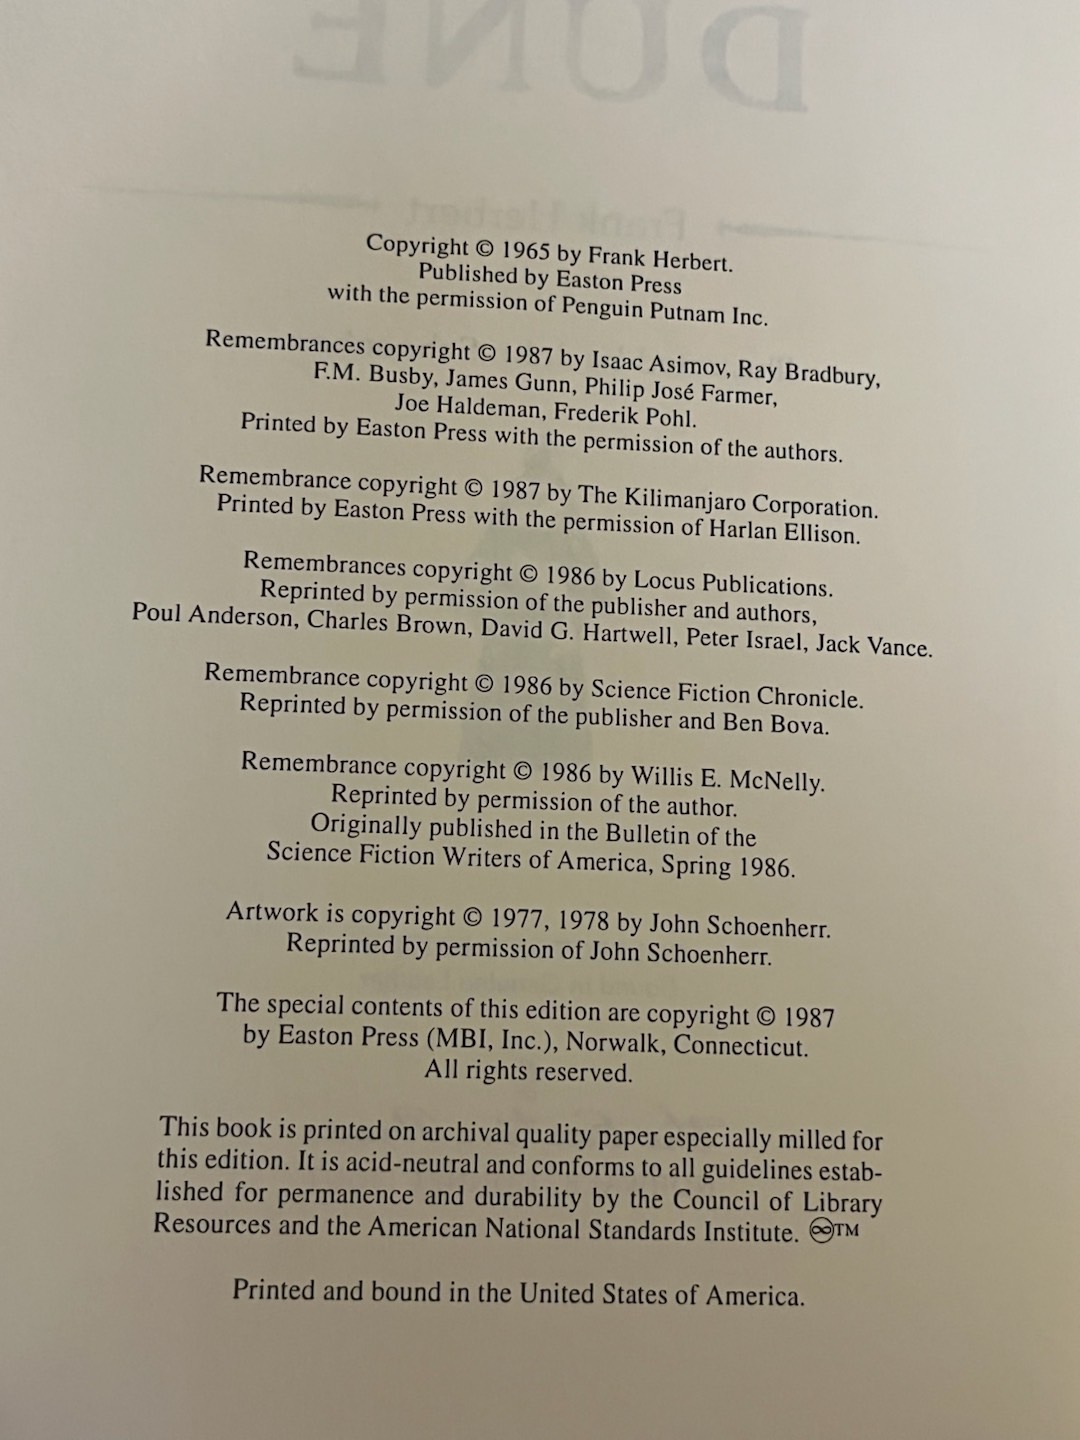 DUNE
Frank Herbert
Copyright © 1965 by Frank Herbert.
Published by Easton Press
with the permission of Penguin Putnam Inc.
Remembrances copyright © 1987 by Isaac Asimov, Ray Bradbury,
F.M. Busby, James Gunn, Philip José Farmer,
Joe Haldeman, Frederik Pohl.
Printed by Easton Press with the permission of the authors.
Remembrance copyright © 1987 by The Kilimanjaro Corporation.
Printed by Easton Press with the permission of Harlan Ellison.
Remembrances copyright © 1986 by Locus Publications.
Reprinted by permission of the publisher and authors,
Poul Anderson, Charles Brown, David G. Hartwell, Peter Israel, Jack Vance.
Remembrance copyright © 1986 by Science Fiction Chronicle.
Reprinted by permission of the publisher and Ben Bova.
Remembrance copyright © 1986 by Willis E. McNelly.
Reprinted by permission of the author.
Originally published in the Bulletin of the
Science Fiction Writers of America, Spring 1986.
Artwork is copyright © 1977, 1978 by John Schoenherr.
Reprinted by permission of John Schoenherr.
The special contents of this edition are copyright © 1987
by Easton Press (MBI, Inc.), Norwalk, Connecticut.
All rights reserved.
This book is printed on archival quality paper especially milled for
this edition. It is acid-neutral and conforms to all guidelines estab-
lished for permanence and durability by the Council of Library
Resources and the American National Standards Institute. ♾™
Printed and bound in the United States of America.